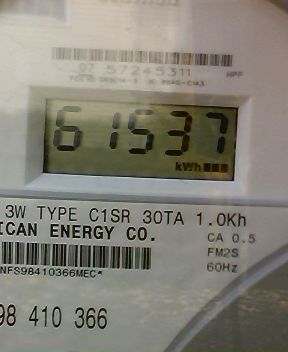 07 57245311
HPP
61537
kWh
3W TYPE C1SR 30TA 1.0Kh
ICAN ENERGY CO.
CA 0.5
FM2S
60Hz
NFS98410366MEC*
98 410 366